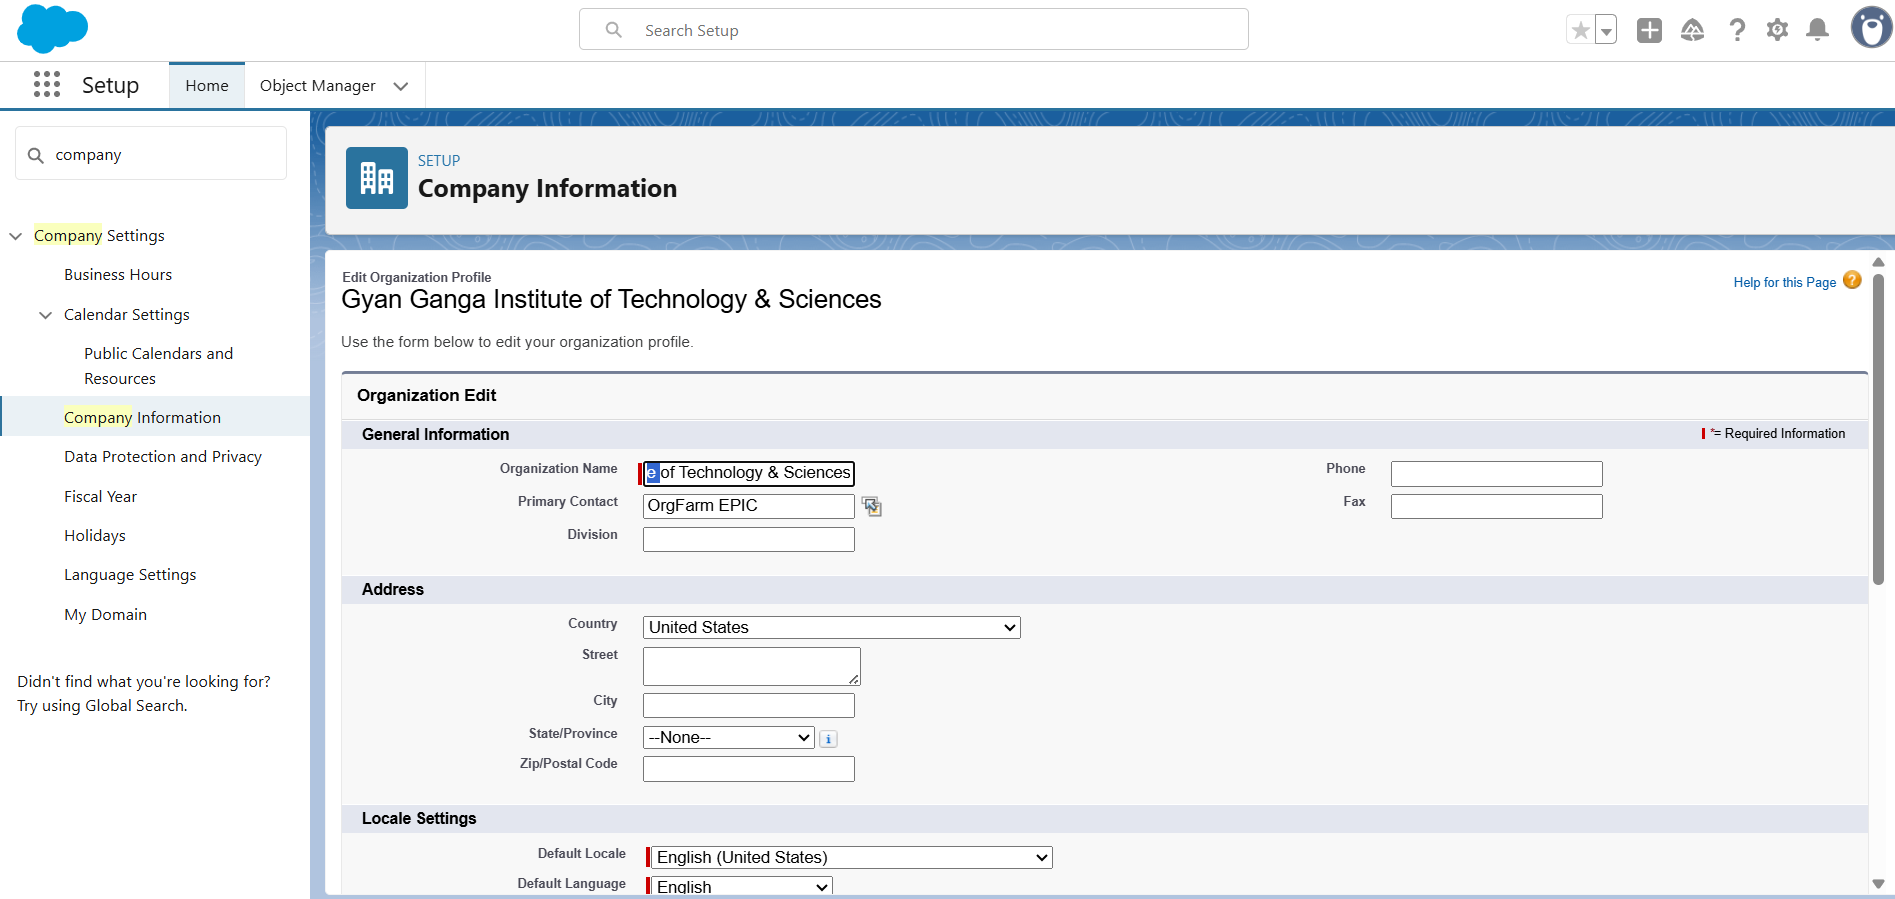 Search Setup
Setup
Home
Object Manager
company
Company Settings
Business Hours
Calendar Settings
Public Calendars and
Resources
Company Information
Data Protection and Privacy
Fiscal Year
Holidays
Language Settings
My Domain
Didn't find what you're looking for?
Try using Global Search.
SETUP
Company Information
Edit Organization Profile
Gyan Ganga Institute of Technology & Sciences
Help for this Page
Use the form below to edit your organization profile.
Organization Edit
General Information
*= Required Information
Organization Name e of Technology & Sciences
Phone
Primary Contact OrgFarm EPIC
Fax
Division
Address
Country United States
Street
City
State/Province --None--
Zip/Postal Code
Locale Settings
Default Locale English (United States)
Default Language English